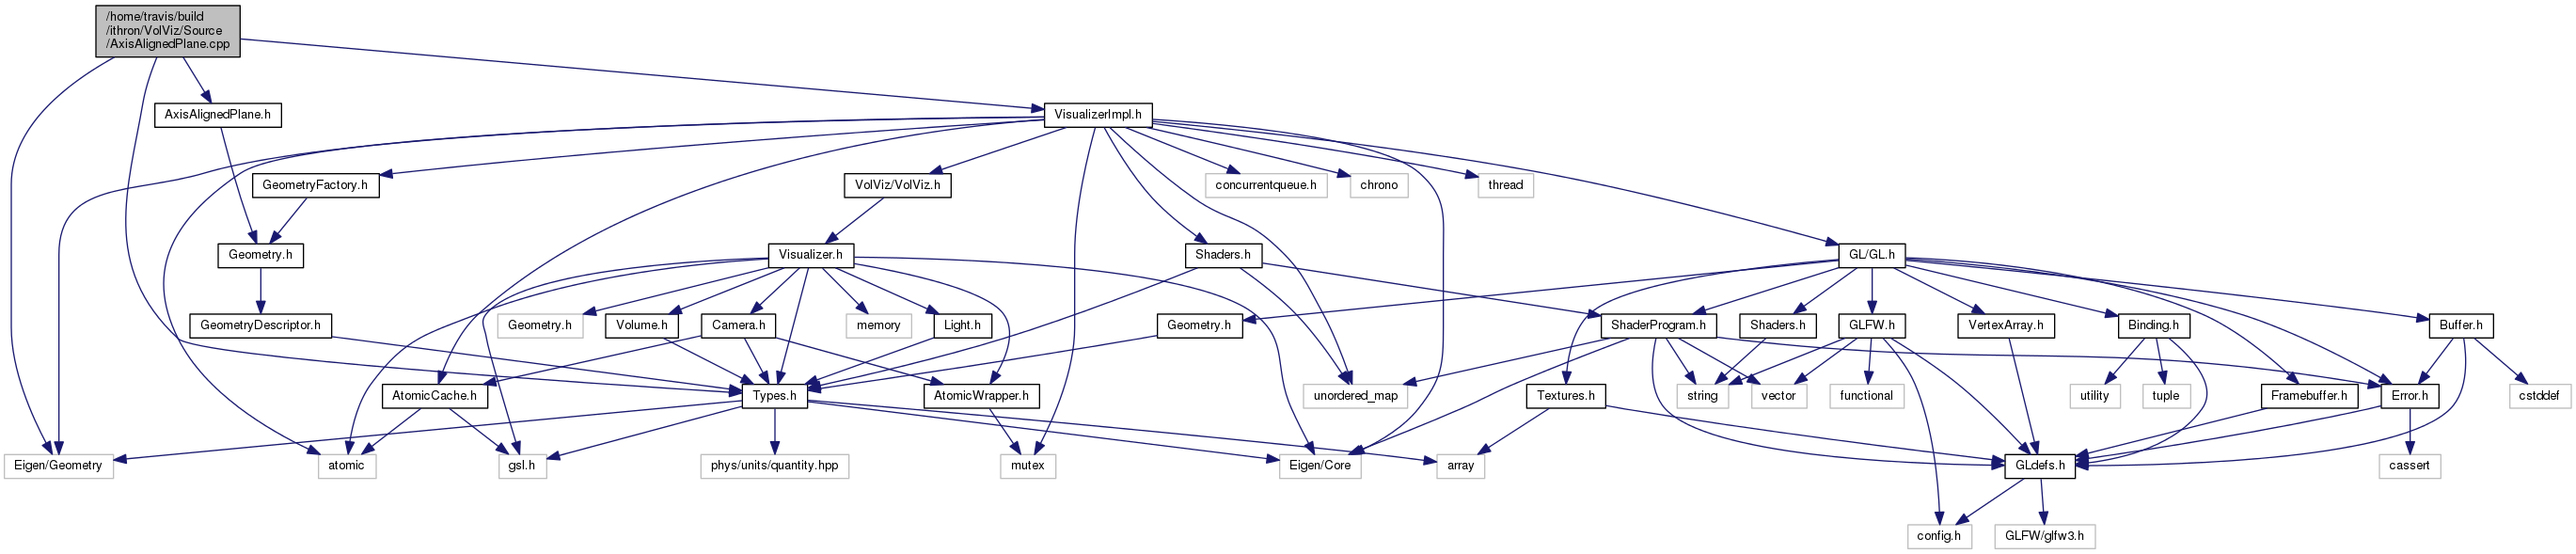 /home/travis/build
/ithron/VolViz/Source
/AxisAlignedPlane.cpp
AxisAlignedPlane.h
VisualizerImpl.h
GeometryFactory.h
VolViz/VolViz.h
concurrentqueue.h
chrono
thread
Geometry.h
Visualizer.h
Shaders.h
GL/GL.h
GeometryDescriptor.h
Geometry.h
Volume.h
Camera.h
memory
Light.h
Geometry.h
ShaderProgram.h
Shaders.h
GLFW.h
VertexArray.h
Binding.h
Buffer.h
AtomicCache.h
Types.h
AtomicWrapper.h
unordered_map
Textures.h
string
vector
functional
utility
tuple
Framebuffer.h
Error.h
cstddef
Eigen/Geometry
atomic
gsl.h
phys/units/quantity.hpp
mutex
Eigen/Core
array
GLdefs.h
cassert
config.h
GLFW/glfw3.h